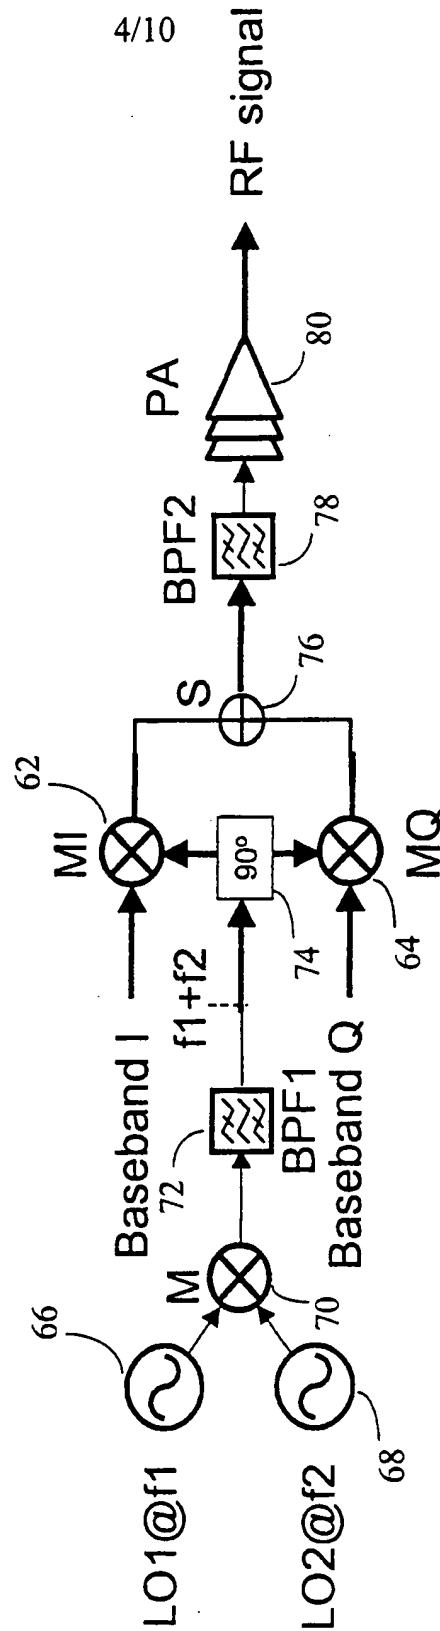 4/10
LO1@f1
66
LO2@f2
68
M
70
72
BPF1
f1+f2
Baseband I
Baseband Q
MI
62
90°
74
MQ
64
S
76
BPF2
78
PA
80
RF signal